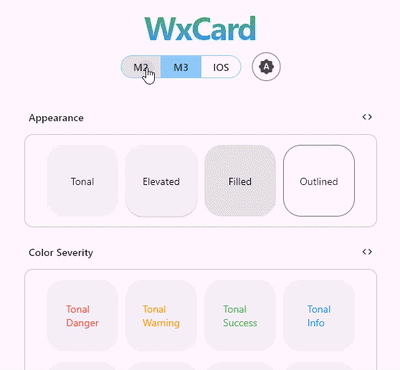 WxCard
M2 M3 IOS A
Appearance <>
Tonal Elevated Filled Outlined
Color Severity <>
Tonal Tonal Tonal Tonal
Danger Warning Success Info